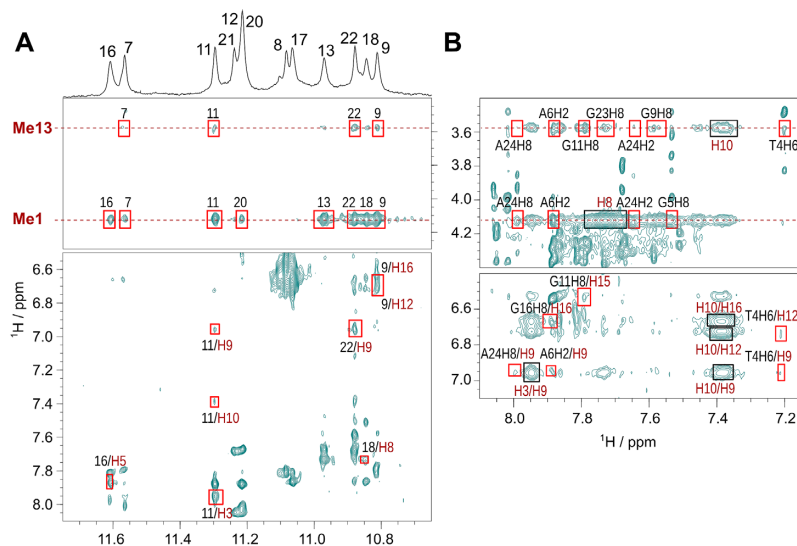 A
16 7 11 21 12 20 8 17 13 22 18 9
Me13
7 11 22 9
Me1
16 7 11 20 13 22 18 9
¹H / ppm
6.6
6.8
7.0
7.2
7.4
7.6
7.8
8.0
9/H16
9/H12
11/H9
22/H9
11/H10
18/H8
16/H5
11/H3
11.6 11.4 11.2 11.0 10.8
B
A6H2 G23H8 G9H8
A24H8 G11H8 A24H2 H10 T4H6
A24H8 A6H2 H8 A24H2 G5H8
3.6
3.8
4.0
4.2
G11H8/H15
G16H8/H16 H10/H16 T4H6/H12
H10/H12
A24H8/H9 A6H2/H9 T4H6/H9
H3/H9 H10/H9
6.6
6.8
7.0
8.0 7.8 7.6 7.4 7.2
¹H / ppm